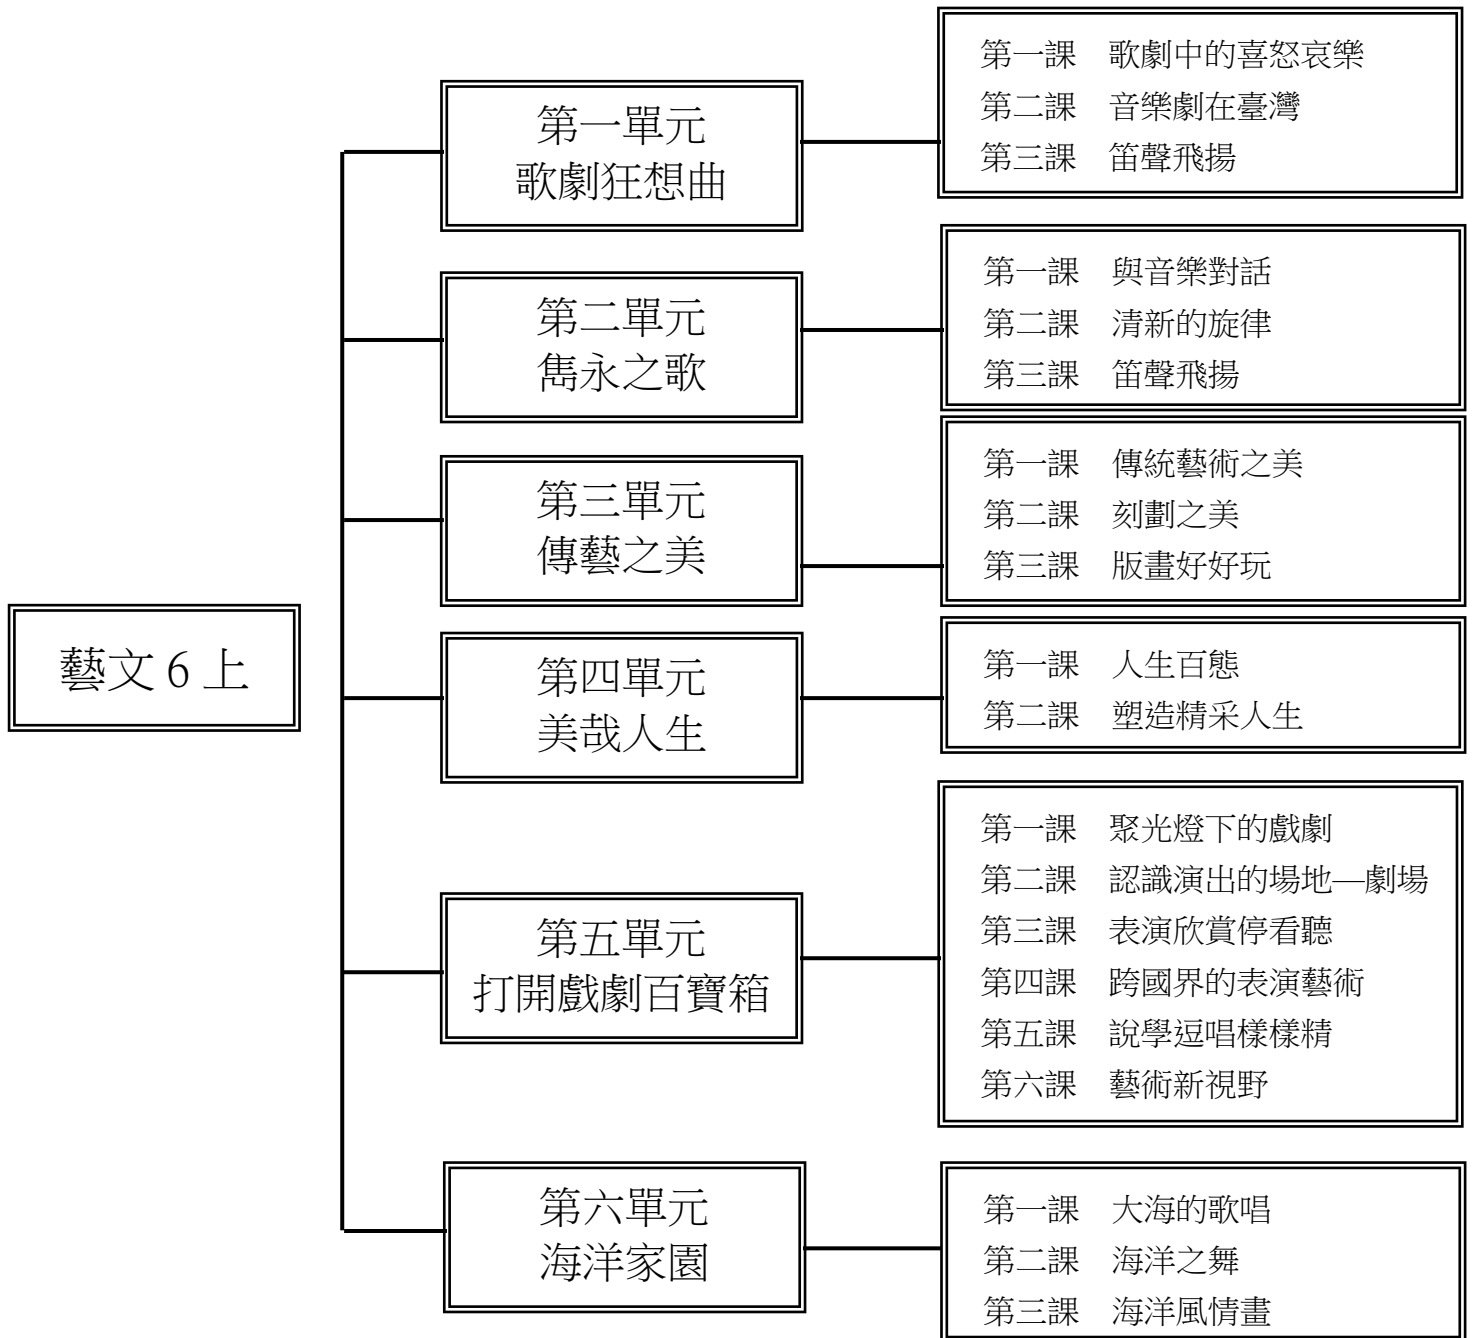 藝文 6 上
第一單元
歌劇狂想曲
第一課 歌劇中的喜怒哀樂
第二課 音樂劇在臺灣
第三課 笛聲飛揚
第二單元
雋永之歌
第一課 與音樂對話
第二課 清新的旋律
第三課 笛聲飛揚
第三單元
傳藝之美
第一課 傳統藝術之美
第二課 刻劃之美
第三課 版畫好好玩
第四單元
美哉人生
第一課 人生百態
第二課 塑造精采人生
第五單元
打開戲劇百寶箱
第一課 聚光燈下的戲劇
第二課 認識演出的場地—劇場
第三課 表演欣賞停看聽
第四課 跨國界的表演藝術
第五課 說學逗唱樣樣精
第六課 藝術新視野
第六單元
海洋家園
第一課 大海的歌唱
第二課 海洋之舞
第三課 海洋風情畫